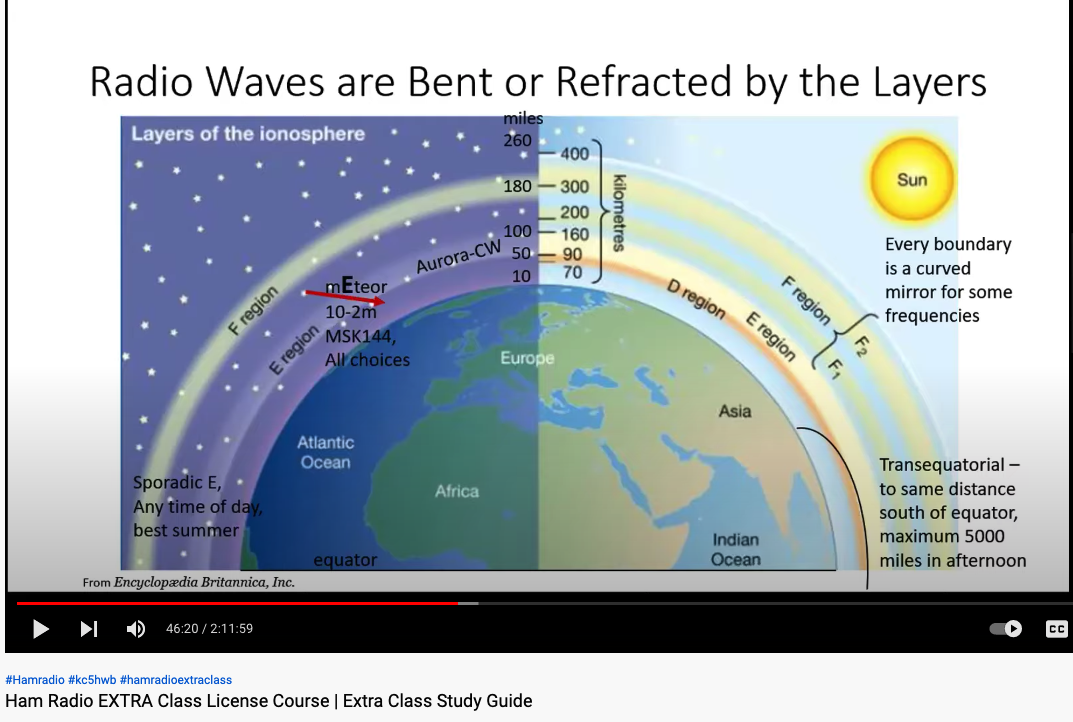 Radio Waves are Bent or Refracted by the Layers
Layers of the ionosphere
miles
260
180
100
50
10
400
300
200
160
90
70
kilometres
Sun
Every boundary
is a curved
mirror for some
frequencies
Aurora-CW
mEteor
10-2m
MSK144,
All choices
F region
E region
D region
E region
F region
F2
F1
Europe
Asia
Atlantic
Ocean
Africa
Indian
Ocean
Sporadic E,
Any time of day,
best summer
equator
Transequatorial –
to same distance
south of equator,
maximum 5000
miles in afternoon
From Encyclopædia Britannica, Inc.
46:20 / 2:11:59
CC
#Hamradio #kc5hwb #hamradioextraclass
Ham Radio EXTRA Class License Course | Extra Class Study Guide